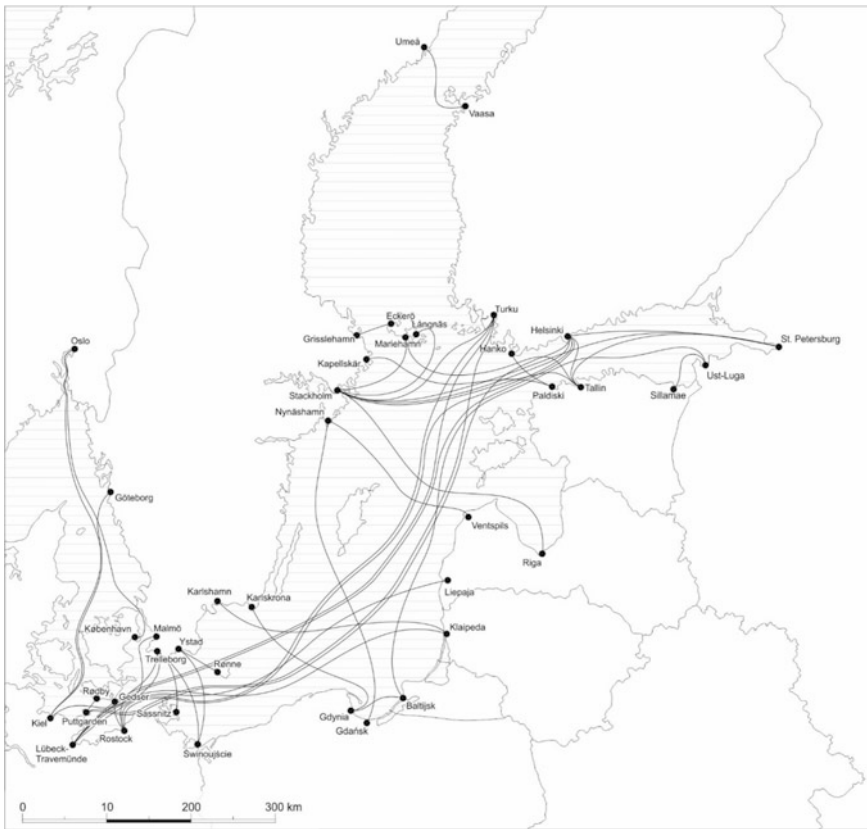 Umeå
Vaasa
Turku
Eckerö
Långnäs
Helsinki
Oslo
Grisslehamn
Mariehamn
Hanko
St. Petersburg
Kapellskär
Ust-Luga
Stackholm
Paldiski
Tallin
Sillamae
Nynäshamn
Göteborg
Ventspils
Riga
Liepaja
Karlshamn
Karlskrona
København
Malmö
Klaipeda
Ystad
Trelleborg
Rønne
Rødby
Gedser
Baltijsk
Kiel
Puttgarden
Sassnitz
Gdynia
Gdańsk
Rostock
Lübeck-
Travemünde
Świnoujście
0 10 200 300 km